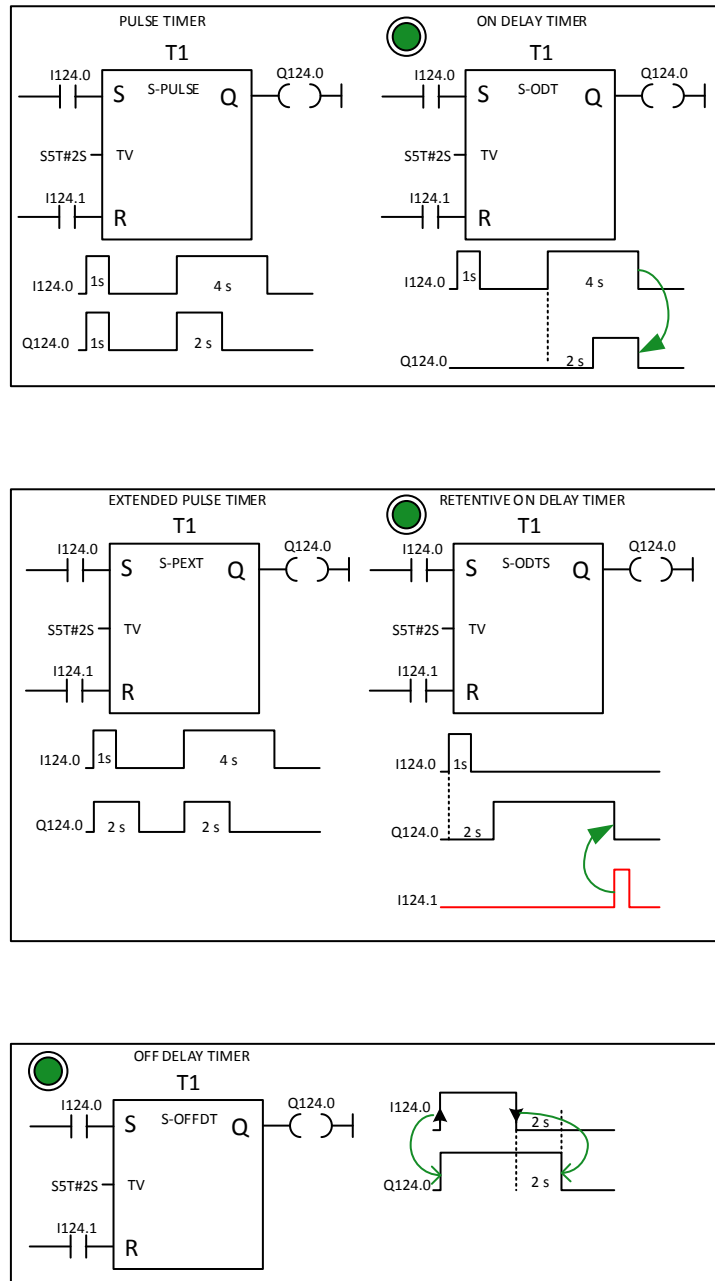 PULSE TIMER
T1
I124.0
S
S-PULSE
Q
Q124.0
S5T#2S
TV
I124.1
R
I124.0
1s
4 s
Q124.0
1s
2 s
ON DELAY TIMER
T1
I124.0
S
S-ODT
Q
Q124.0
S5T#2S
TV
I124.1
R
I124.0
1s
4 s
Q124.0
2 s
EXTENDED PULSE TIMER
T1
I124.0
S
S-PEXT
Q
Q124.0
S5T#2S
TV
I124.1
R
I124.0
1s
4 s
Q124.0
2 s
2 s
RETENTIVE ON DELAY TIMER
T1
I124.0
S
S-ODTS
Q
Q124.0
S5T#2S
TV
I124.1
R
I124.0
1s
Q124.0
2 s
I124.1
OFF DELAY TIMER
T1
I124.0
S
S-OFFDT
Q
Q124.0
S5T#2S
TV
I124.1
R
I124.0
2 s
Q124.0
2 s